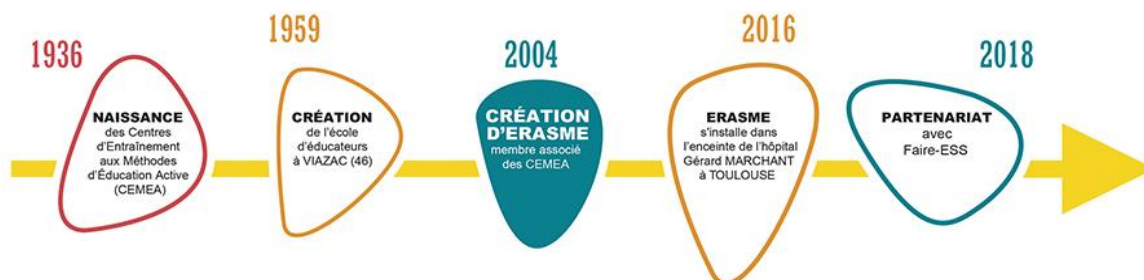 1936
NAISSANCE
des Centres
d'Entraînement
aux Méthodes
d'Éducation Active
(CEMEA)
1959
CRÉATION
de l'école
d'éducateurs
à VIAZAC (46)
2004
CRÉATION
D'ERASME
membre associé
des CEMEA
2016
ERASME
s'installe dans
l'enceinte de l'hôpital
Gérard MARCHANT
à TOULOUSE
2018
PARTENARIAT
avec
Faire-ESS